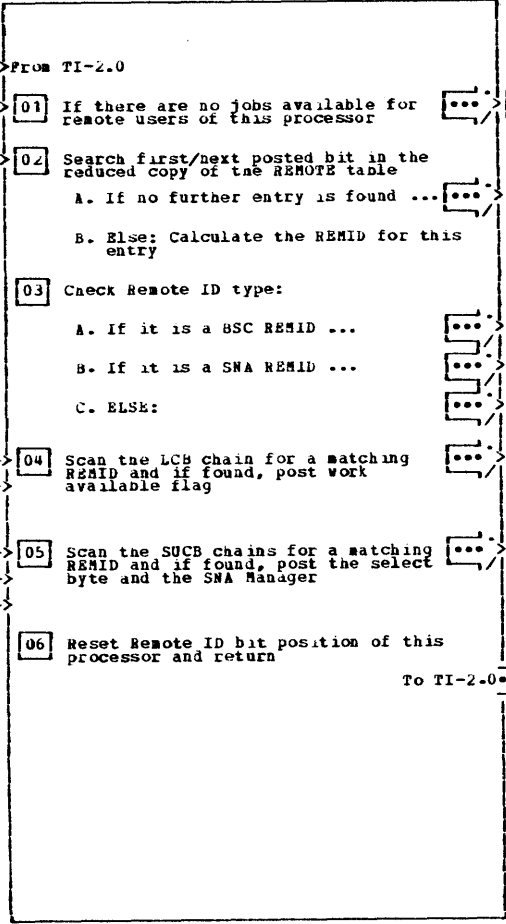 From TI-2.0
01 If there are no jobs available for ...
remote users of this processor
02 Search first/next posted bit in the
reduced copy of the REMOTE table
A. If no further entry is found ... ...
B. Else: Calculate the REMID for this
entry
03 Check Remote ID type:
A. If it is a BSC REMID ... ...
B. If it is a SNA REMID ... ...
C. ELSE: ...
04 Scan the LCB chain for a matching ...
REMID and if found, post work
available flag
05 Scan the SUCB chains for a matching ...
REMID and if found, post the select
byte and the SNA Manager
06 Reset Remote ID bit position of this
processor and return
To TI-2.0